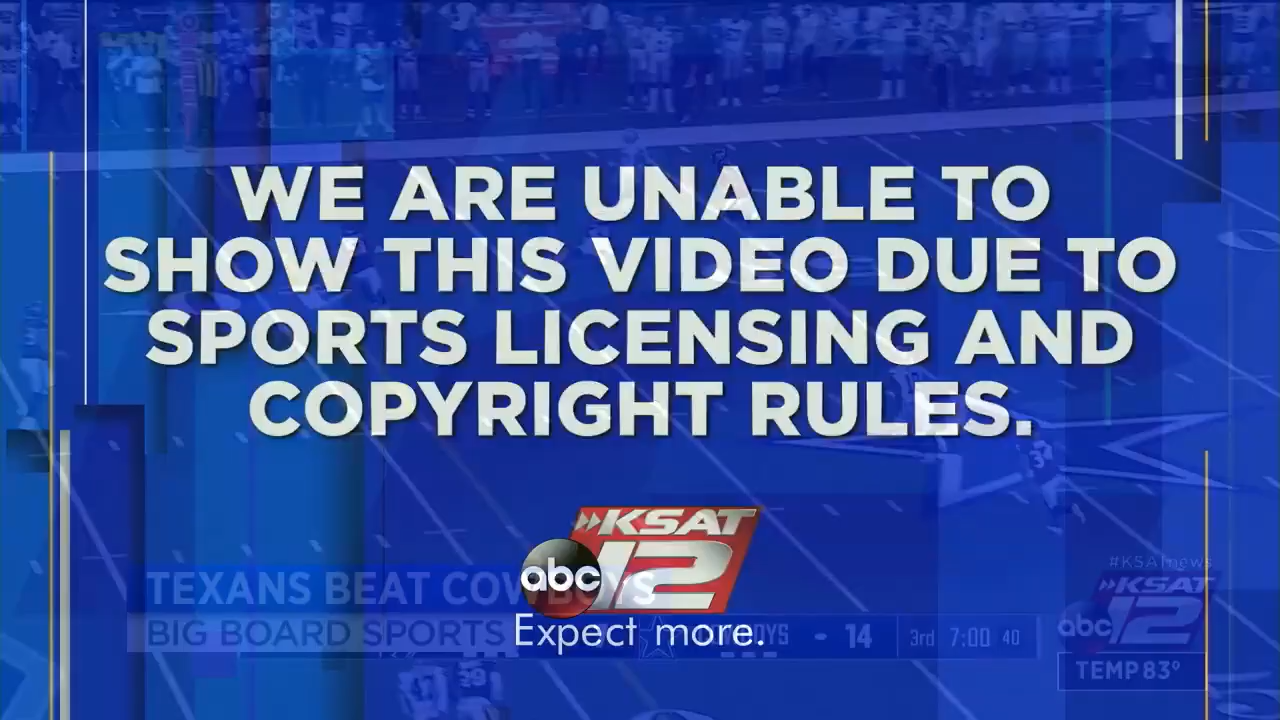 WE ARE UNABLE TO
SHOW THIS VIDEO DUE TO
SPORTS LICENSING AND
COPYRIGHT RULES.
KSAT
abc 12
Expect more.
TEXANS BEAT COWBOYS
BIG BOARD SPORTS
- 14 3rd 7:00 40
#KSATnews
KSAT
abc 12
TEMP 83°